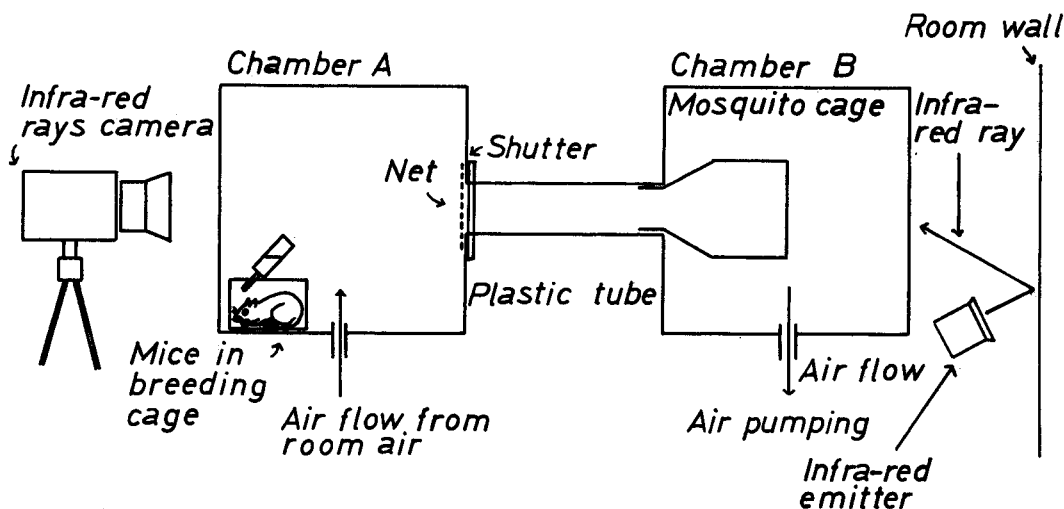 Room wall
Chamber A
Chamber B
Infra-red
rays camera
Mosquito cage
Infra-
red ray
Shutter
Net
Plastic tube
Mice in
breeding
cage
Air flow from
room air
Air flow
Air pumping
Infra-red
emitter